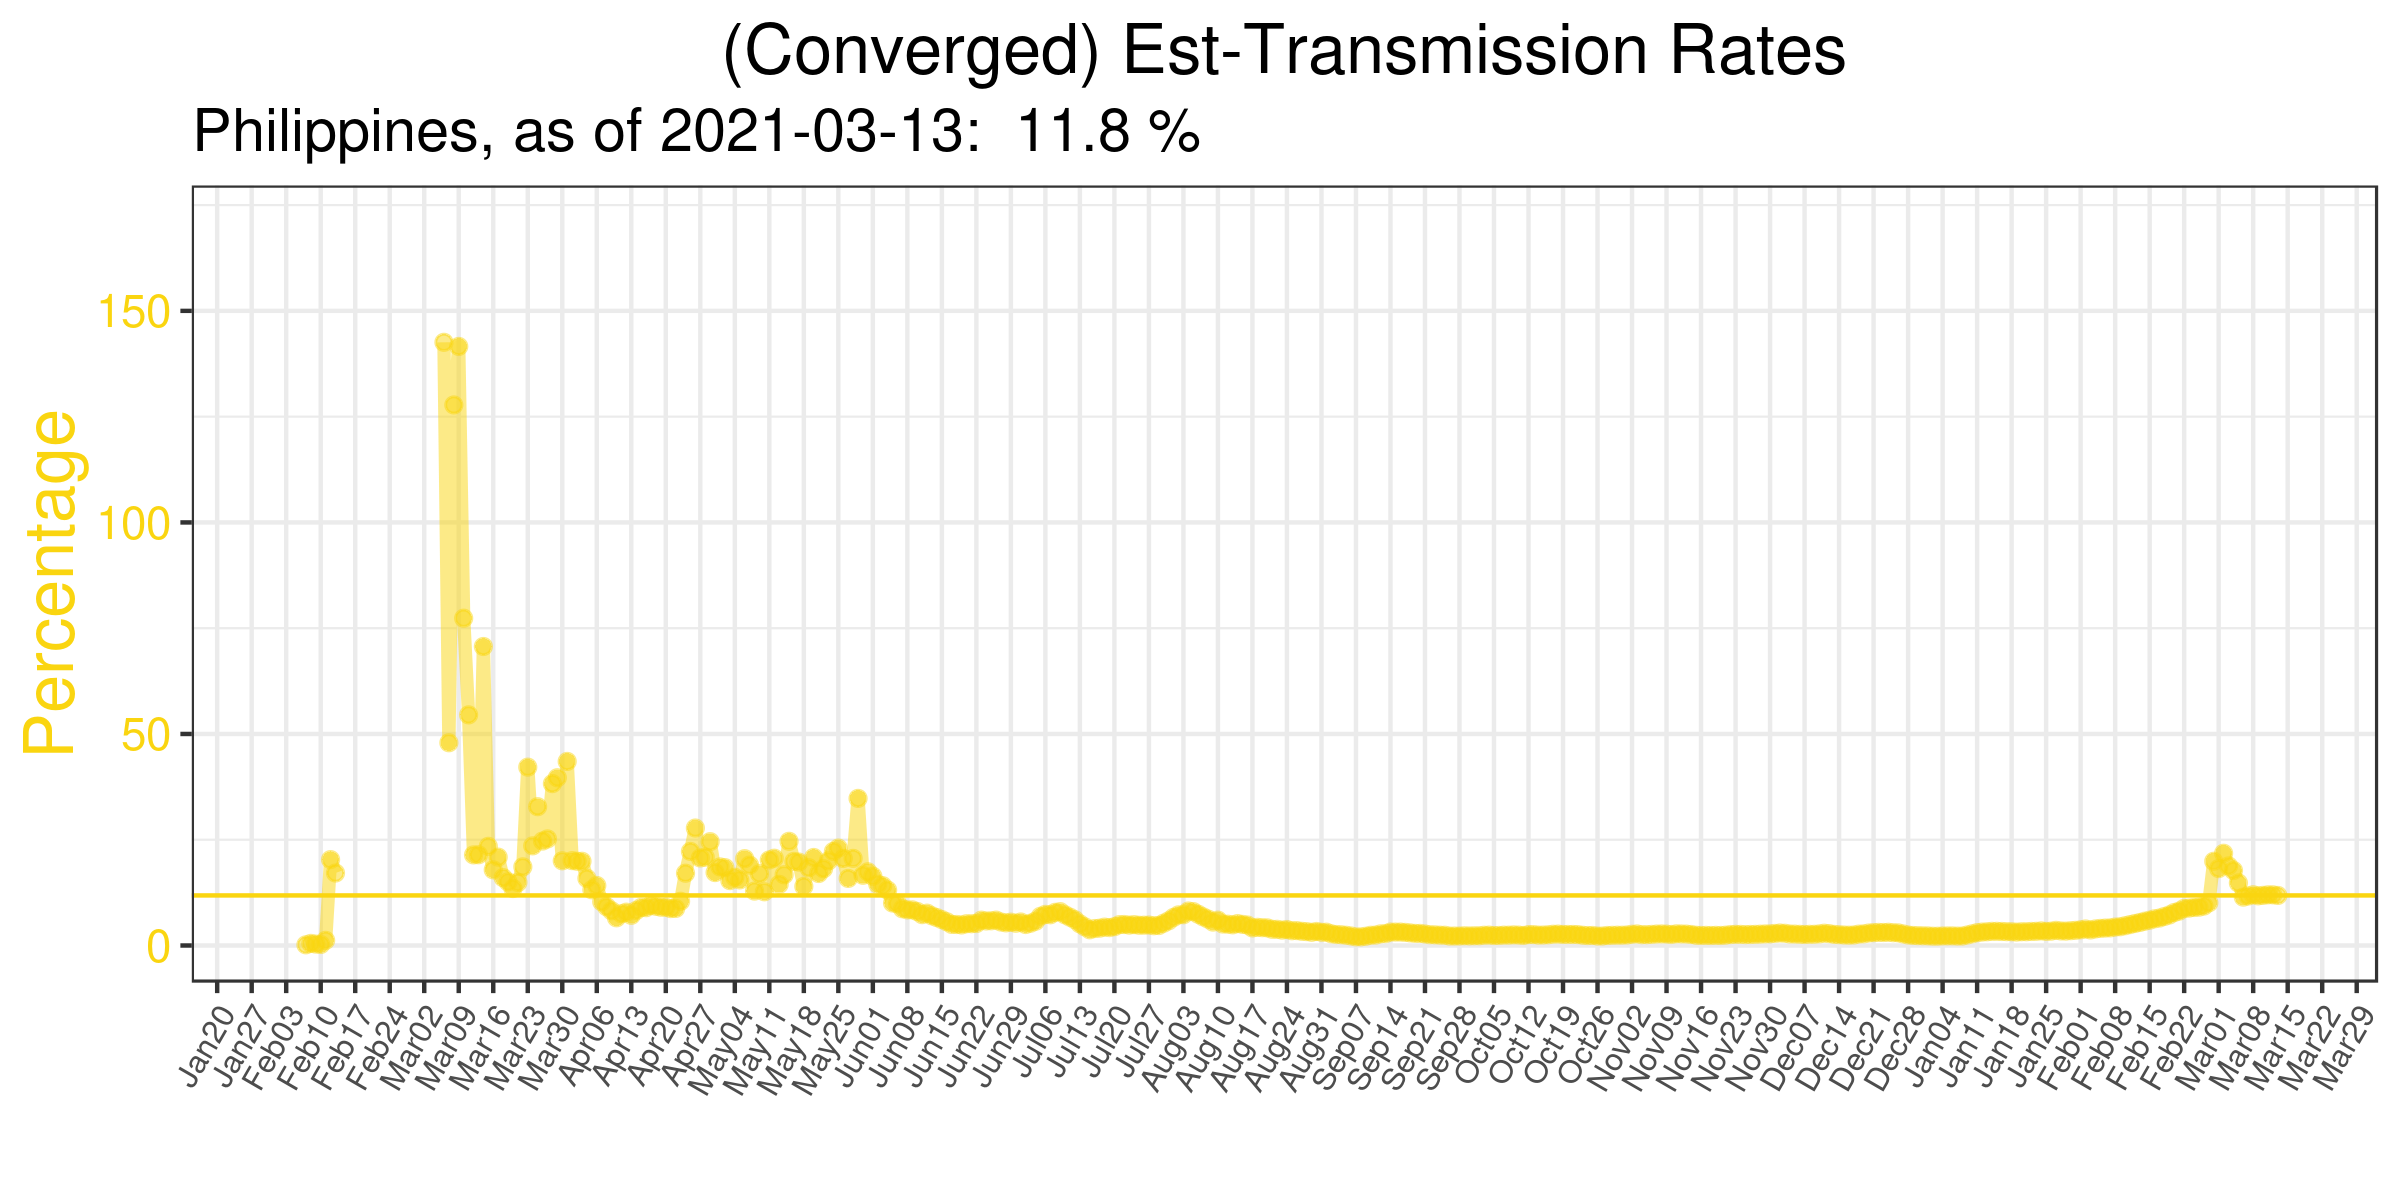 (Converged) Est-Transmission Rates
Philippines, as of 2021-03-13:  11.8 %
Percentage
150
100
50
0
Jan20
Jan27
Feb03
Feb10
Feb17
Feb24
Mar02
Mar09
Mar16
Mar23
Mar30
Apr06
Apr13
Apr20
Apr27
May04
May11
May18
May25
Jun01
Jun08
Jun15
Jun22
Jun29
Jul06
Jul13
Jul20
Jul27
Aug03
Aug10
Aug17
Aug24
Aug31
Sep07
Sep14
Sep21
Sep28
Oct05
Oct12
Oct19
Oct26
Nov02
Nov09
Nov16
Nov23
Nov30
Dec07
Dec14
Dec21
Dec28
Jan04
Jan11
Jan18
Jan25
Feb01
Feb08
Feb15
Feb22
Mar01
Mar08
Mar15
Mar22
Mar29